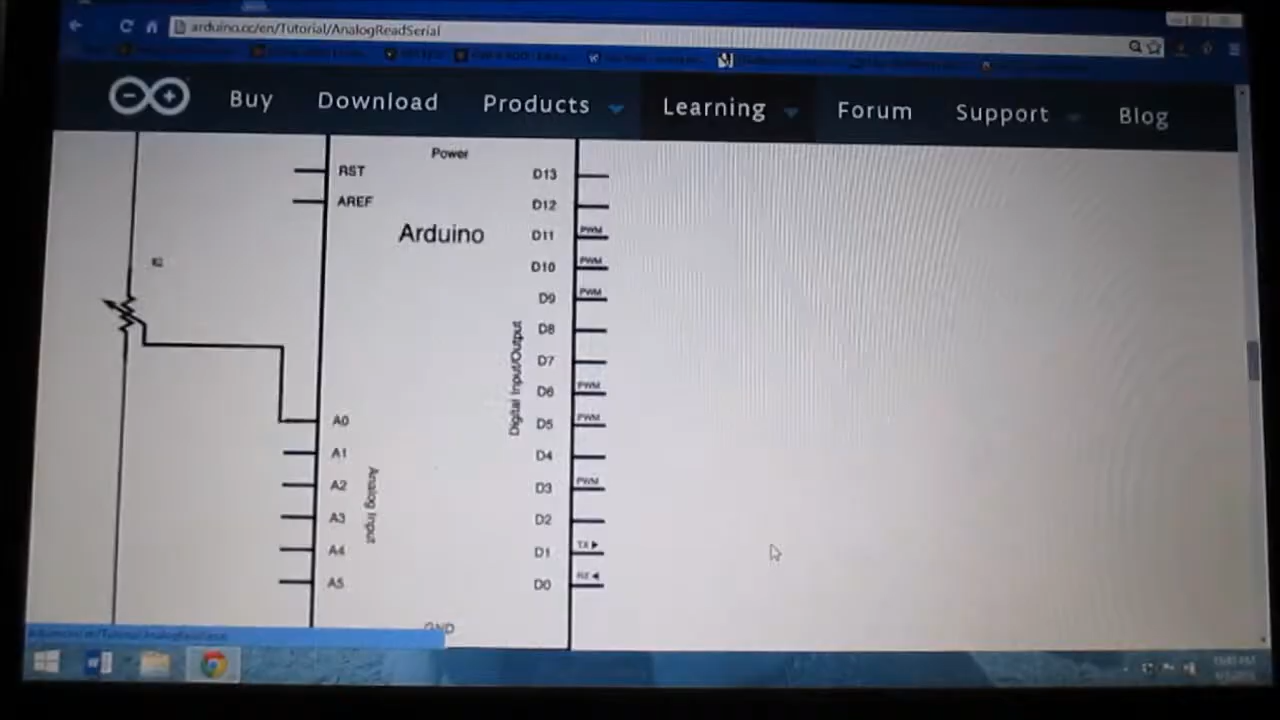 arduino.cc/en/Tutorial/AnalogReadSerial
Buy Download Products Learning Forum Support Blog
Power
RST
AREF
Arduino
A0
A1
A2
A3
A4
A5
Analog Input
Digital Input/Output
D13
D12
D11 PWM
D10 PWM
D9 PWM
D8
D7
D6 PWM
D5 PWM
D4
D3 PWM
D2
D1 TX
D0 RX
GND